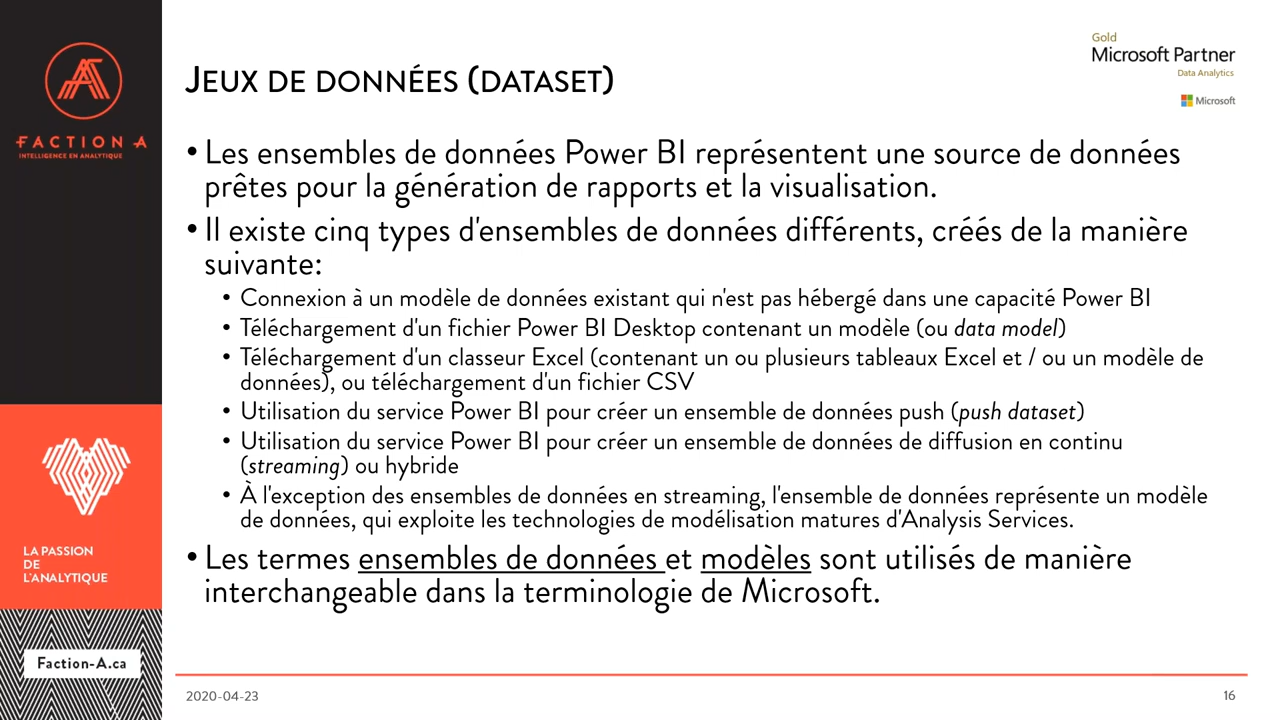 FACTION A
INTELLIGENCE EN ANALYTIQUE
Gold
Microsoft Partner
Data Analytics
Microsoft
JEUX DE DONNÉES (DATASET)
• Les ensembles de données Power BI représentent une source de données
prêtes pour la génération de rapports et la visualisation.
• Il existe cinq types d'ensembles de données différents, créés de la manière
suivante:
• Connexion à un modèle de données existant qui n'est pas hébergé dans une capacité Power BI
• Téléchargement d'un fichier Power BI Desktop contenant un modèle (ou data model)
• Téléchargement d'un classeur Excel (contenant un ou plusieurs tableaux Excel et / ou un modèle de
données), ou téléchargement d'un fichier CSV
• Utilisation du service Power BI pour créer un ensemble de données push (push dataset)
• Utilisation du service Power BI pour créer un ensemble de données de diffusion en continu
(streaming) ou hybride
• À l'exception des ensembles de données en streaming, l'ensemble de données représente un modèle
de données, qui exploite les technologies de modélisation matures d'Analysis Services.
• Les termes ensembles de données et modèles sont utilisés de manière
interchangeable dans la terminologie de Microsoft.
LA PASSION
DE
L'ANALYTIQUE
Faction-A.ca
2020-04-23
16